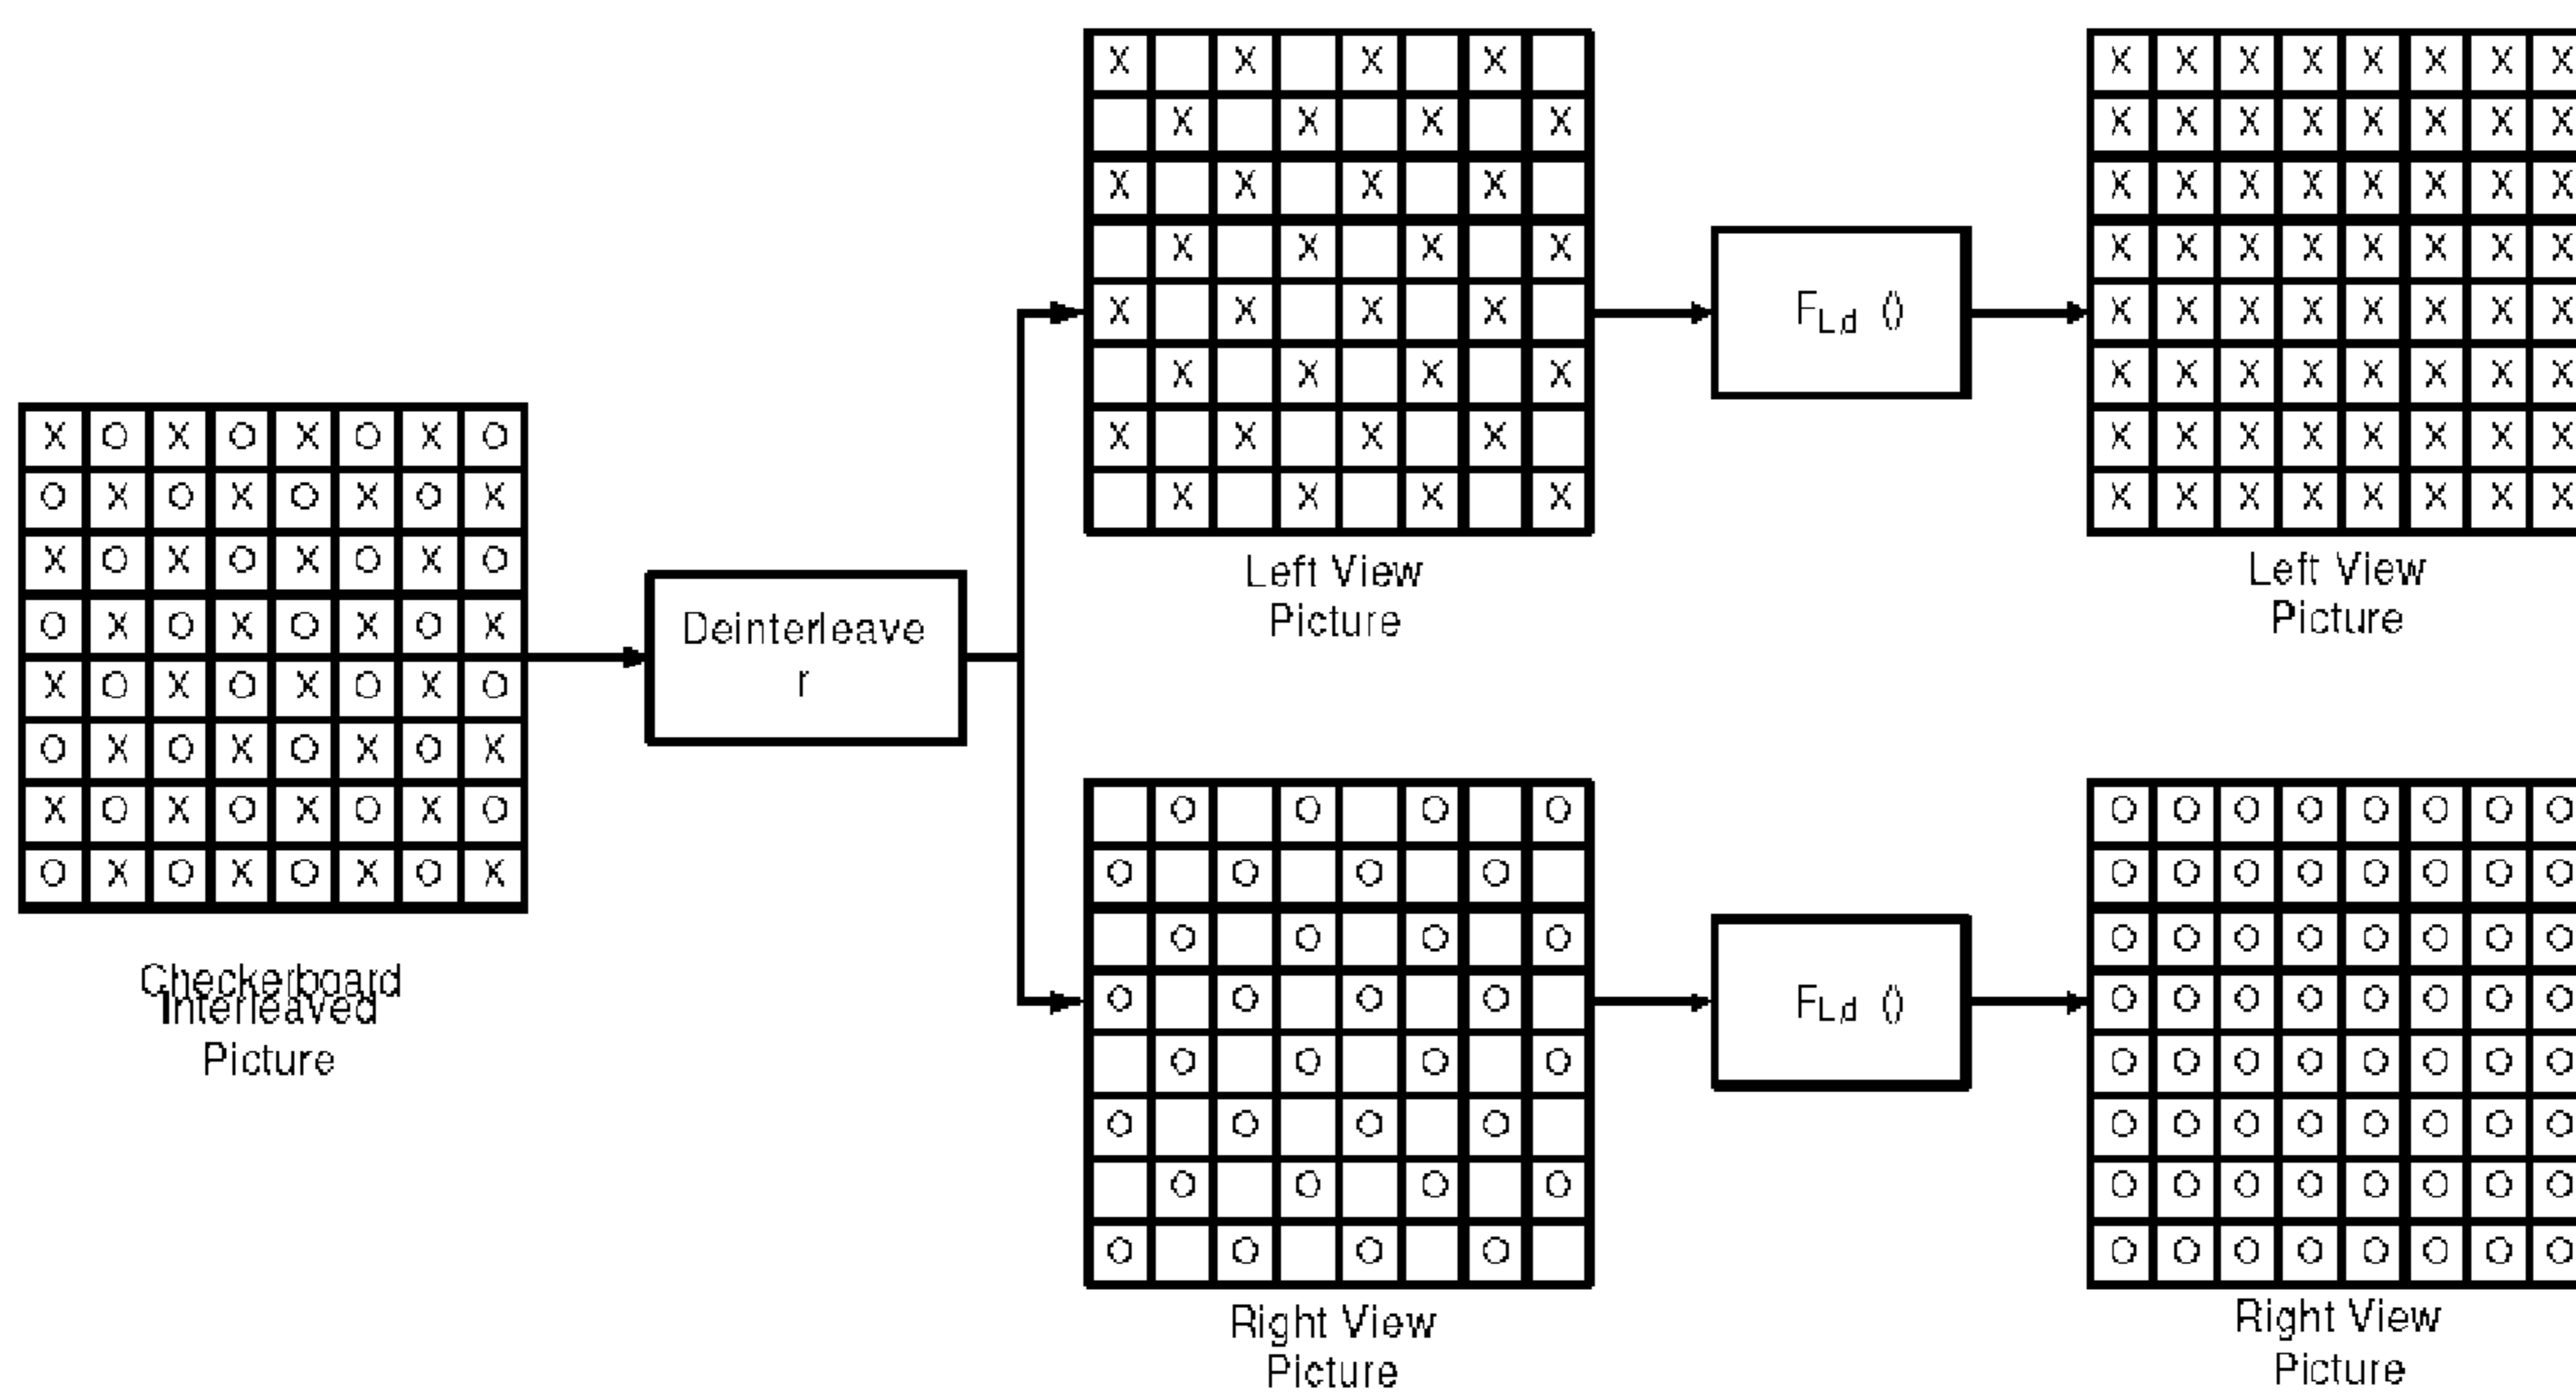 X O X O X O X O
O X O X O X O X
X O X O X O X O
O X O X O X O X
X O X O X O X O
O X O X O X O X
X O X O X O X O
O X O X O X O X
Checkerboard
Interleaved
Picture
Deinterleave
r
X X X X
X X X X
X X X X
X X X X
X X X X
X X X X
X X X X
X X X X
Left View
Picture
FL,d ()
X X X X X X X X
X X X X X X X X
X X X X X X X X
X X X X X X X X
X X X X X X X X
X X X X X X X X
X X X X X X X X
X X X X X X X X
Left View
Picture
O O O O
O O O O
O O O O
O O O O
O O O O
O O O O
O O O O
O O O O
Right View
Picture
FL,d ()
O O O O O O O O
O O O O O O O O
O O O O O O O O
O O O O O O O O
O O O O O O O O
O O O O O O O O
O O O O O O O O
O O O O O O O O
Right View
Picture